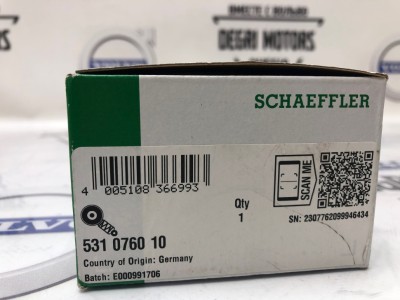 ВМЕСТЕ С
DEGRI MOTORS
SCHAEFFLER
4 005108 366993
SCAN ME
Qty
1
SN: 2307762099946434
531 0760 10
Country of Origin: Germany
Batch: E000991706